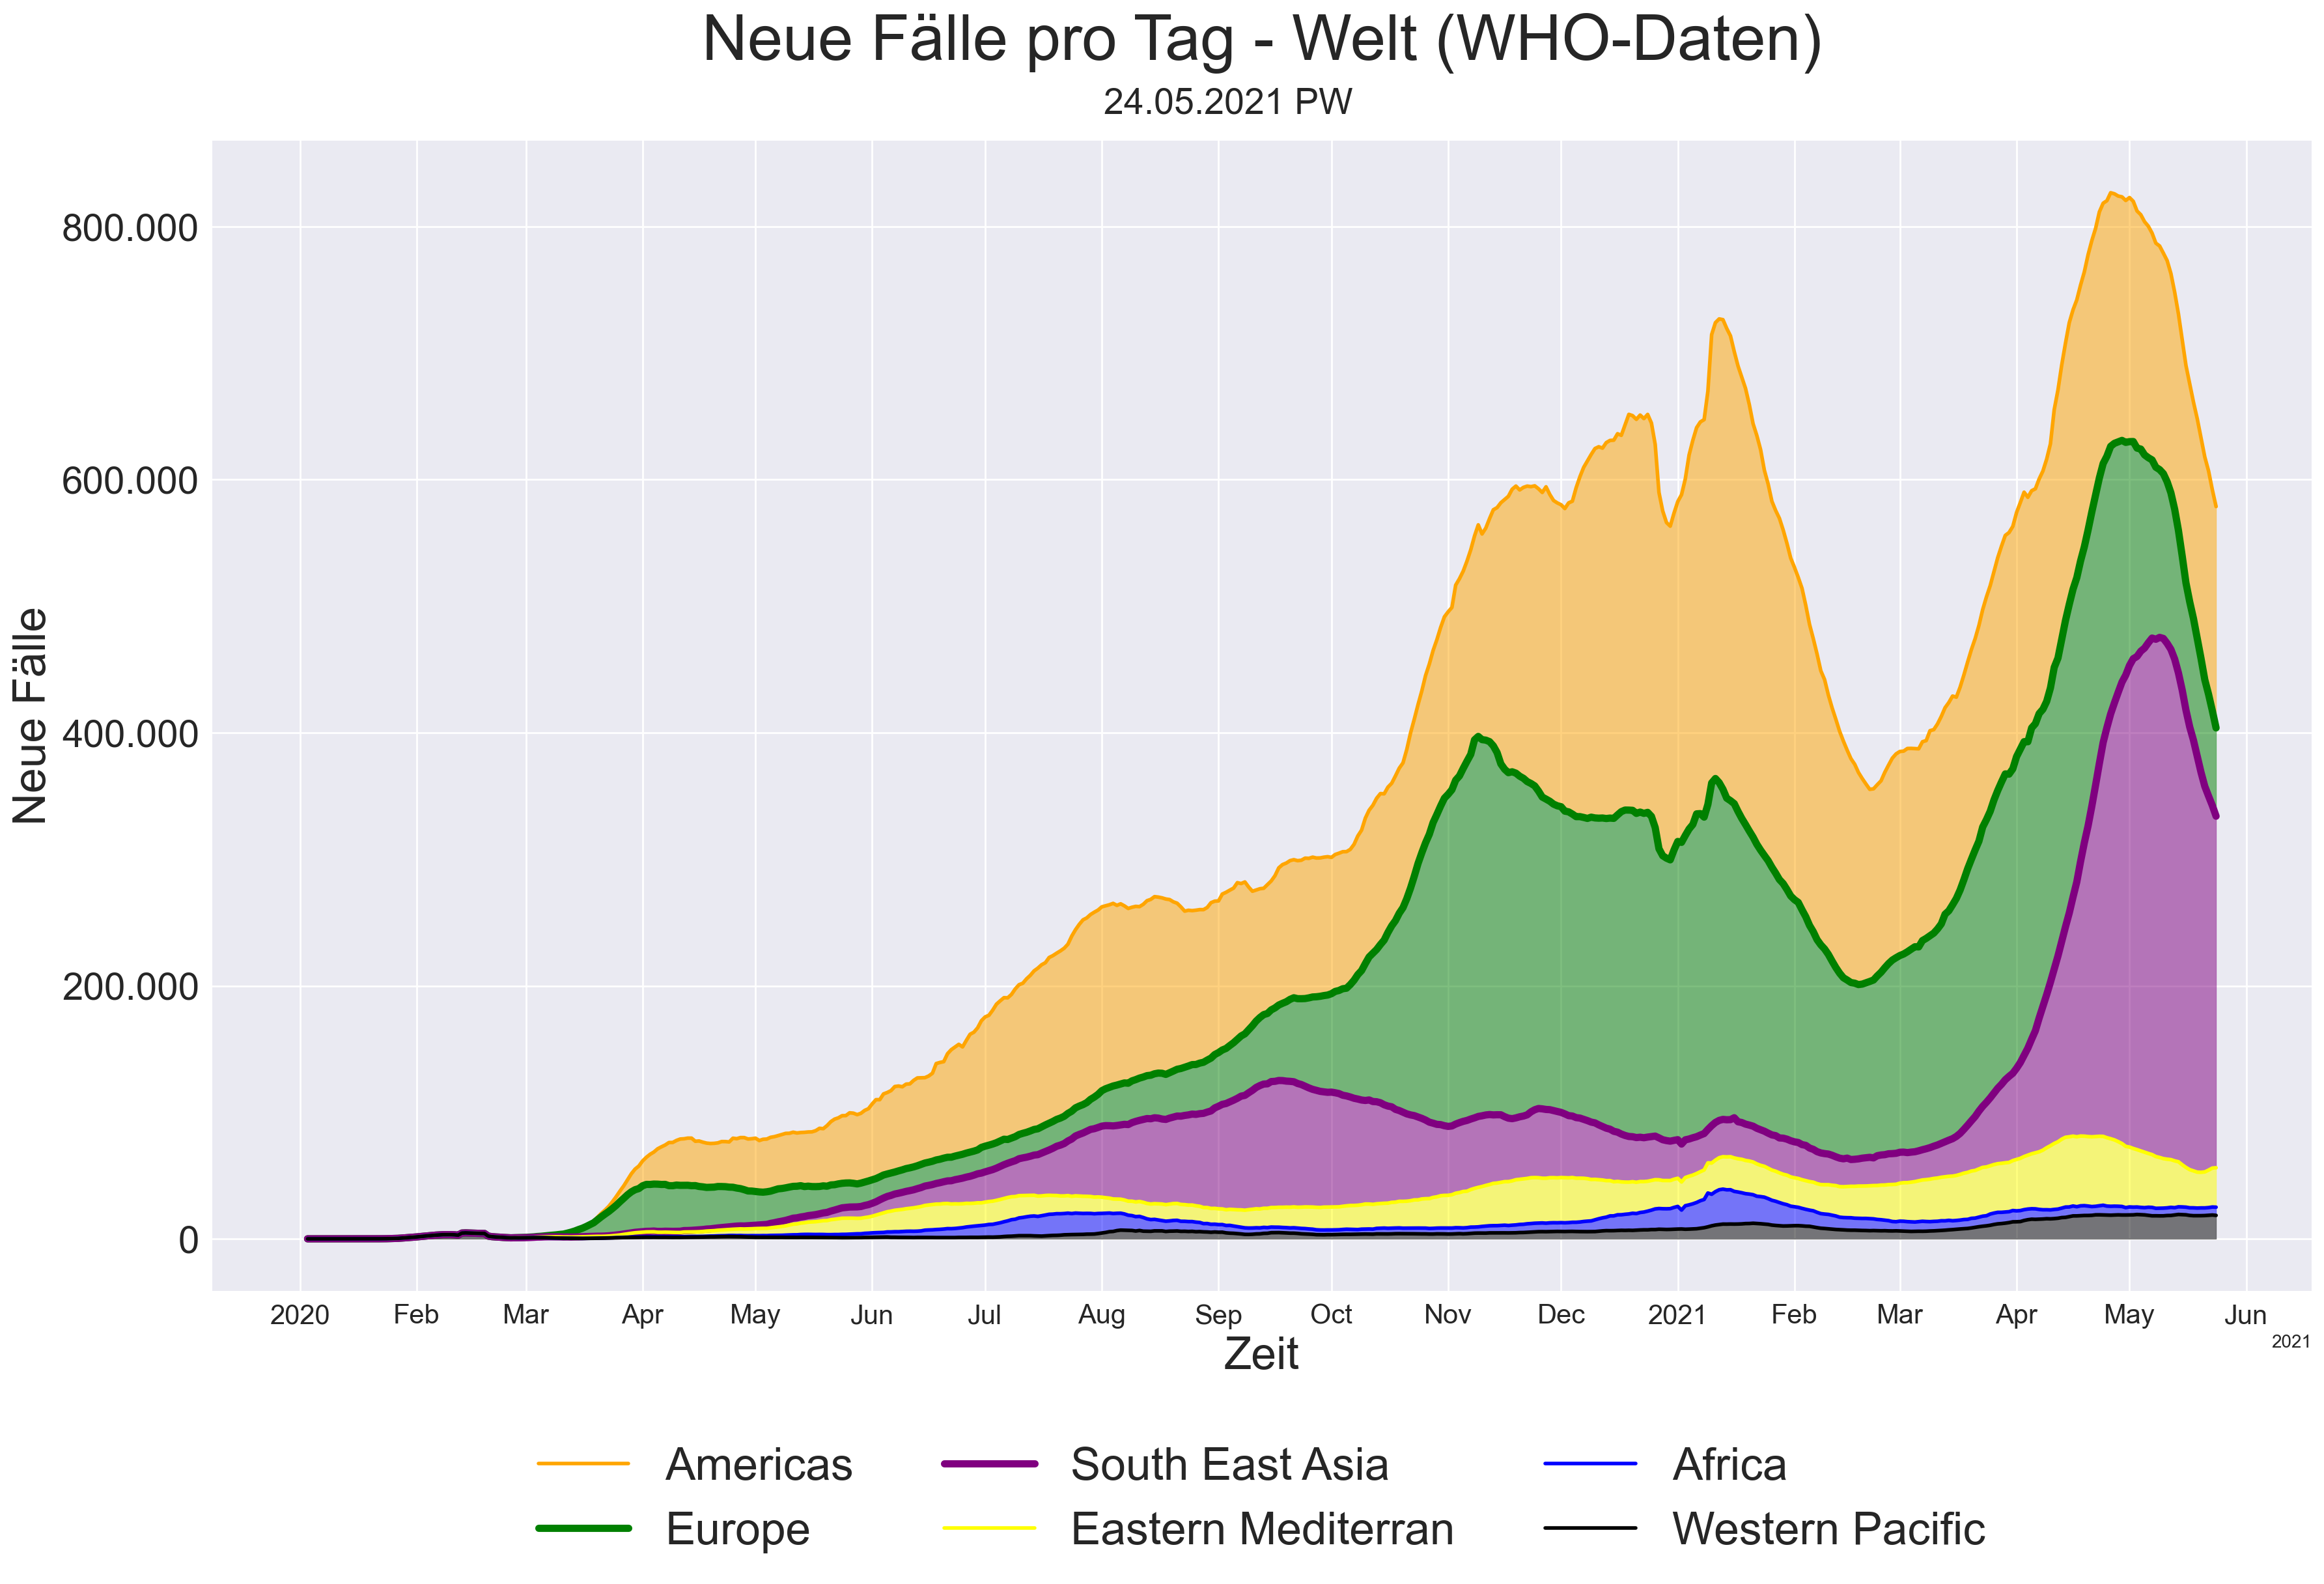 Neue Fälle pro Tag - Welt (WHO-Daten)
24.05.2021 PW
Neue Fälle
800.000
600.000
400.000
200.000
0
2020 Feb Mar Apr May Jun Jul Aug Sep Oct Nov Dec 2021 Feb Mar Apr May Jun
2021
Zeit
Americas South East Asia Africa
Europe Eastern Mediterran Western Pacific